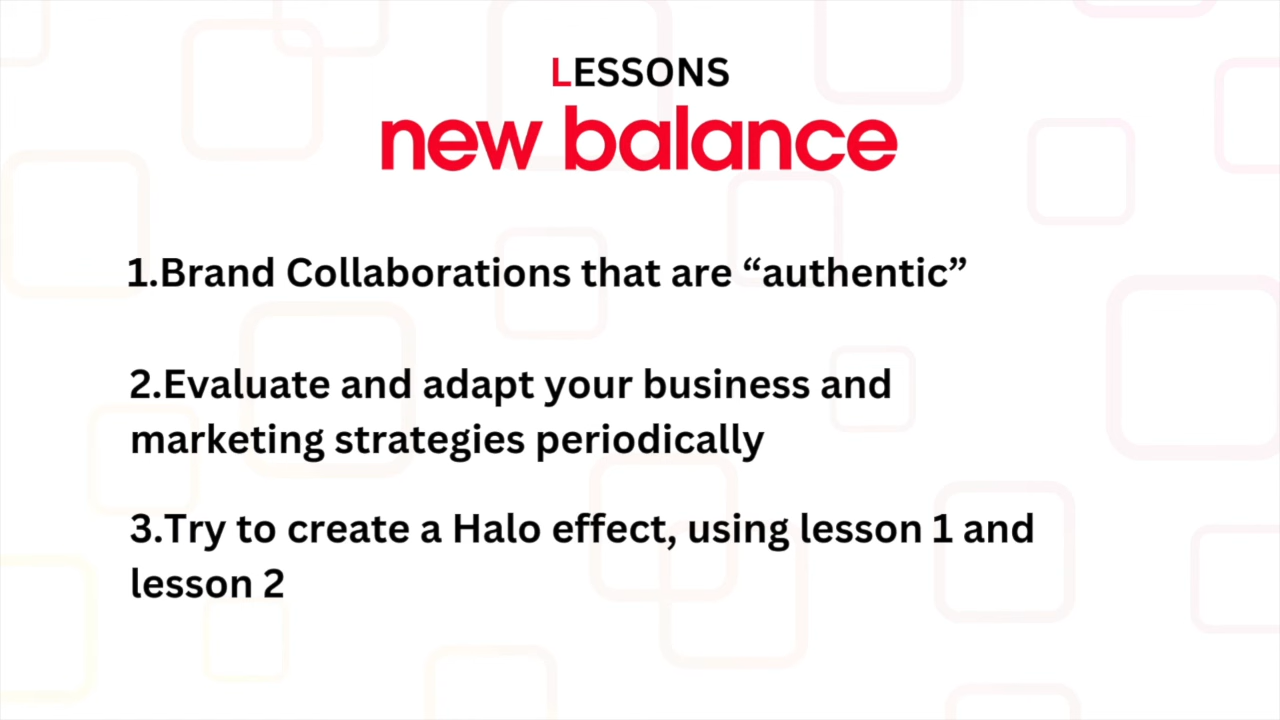 LESSONS
new balance
1.Brand Collaborations that are “authentic”
2.Evaluate and adapt your business and
marketing strategies periodically
3.Try to create a Halo effect, using lesson 1 and
lesson 2